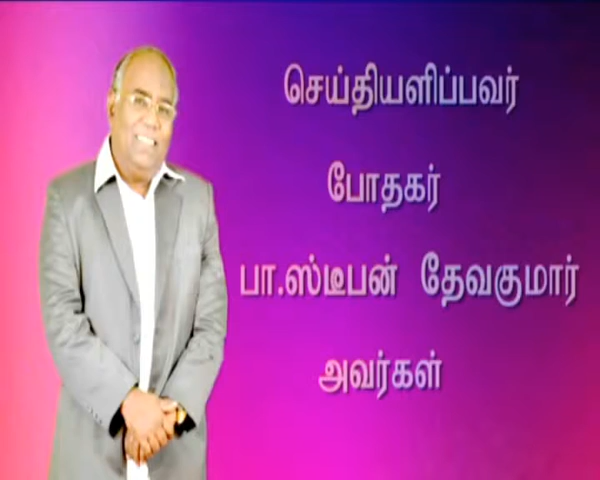 செய்தியளிப்பவர்
போதகர்
பா.ஸ்டீபன் தேவகுமார்
அவர்கள்